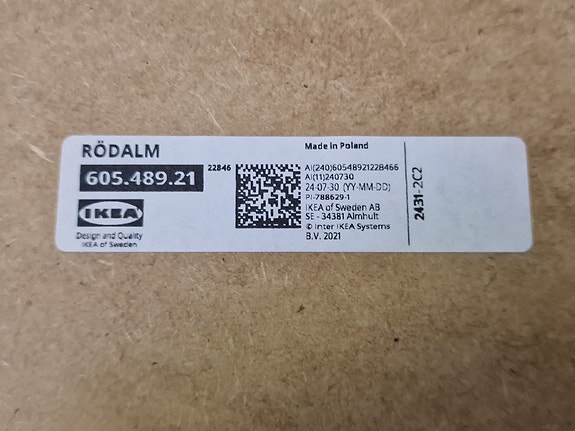 RÖDALM
605.489.21
IKEA
Design and Quality
IKEA of Sweden
22846
Made in Poland
AI(240)6054892122B466
AI(11)240730
24-07-30 (YY-MM-DD)
PI-788629-1
IKEA of Sweden AB
SE - 34381 Älmhult
© Inter IKEA Systems
B.V. 2021
2431-2C2